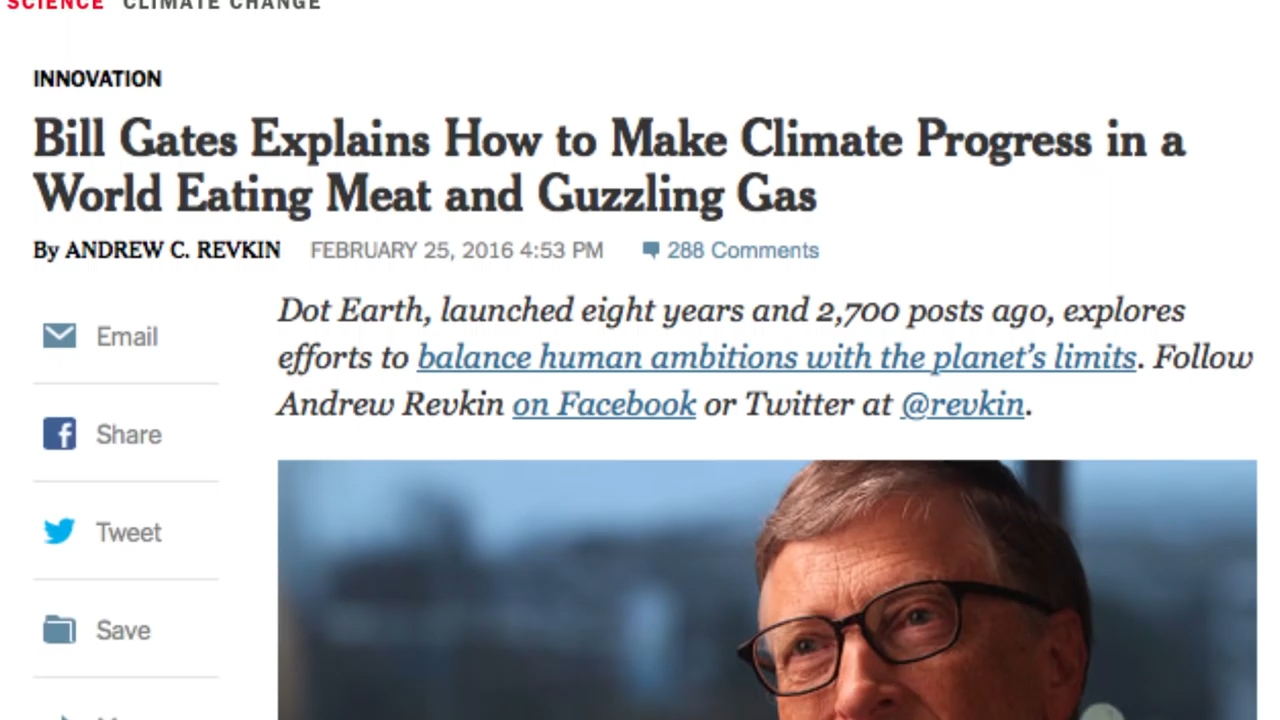 SCIENCE CLIMATE CHANGE
INNOVATION
Bill Gates Explains How to Make Climate Progress in a
World Eating Meat and Guzzling Gas
By ANDREW C. REVKIN FEBRUARY 25, 2016 4:53 PM 288 Comments
Dot Earth, launched eight years and 2,700 posts ago, explores
efforts to balance human ambitions with the planet's limits. Follow
Andrew Revkin on Facebook or Twitter at @revkin.
Email
Share
Tweet
Save